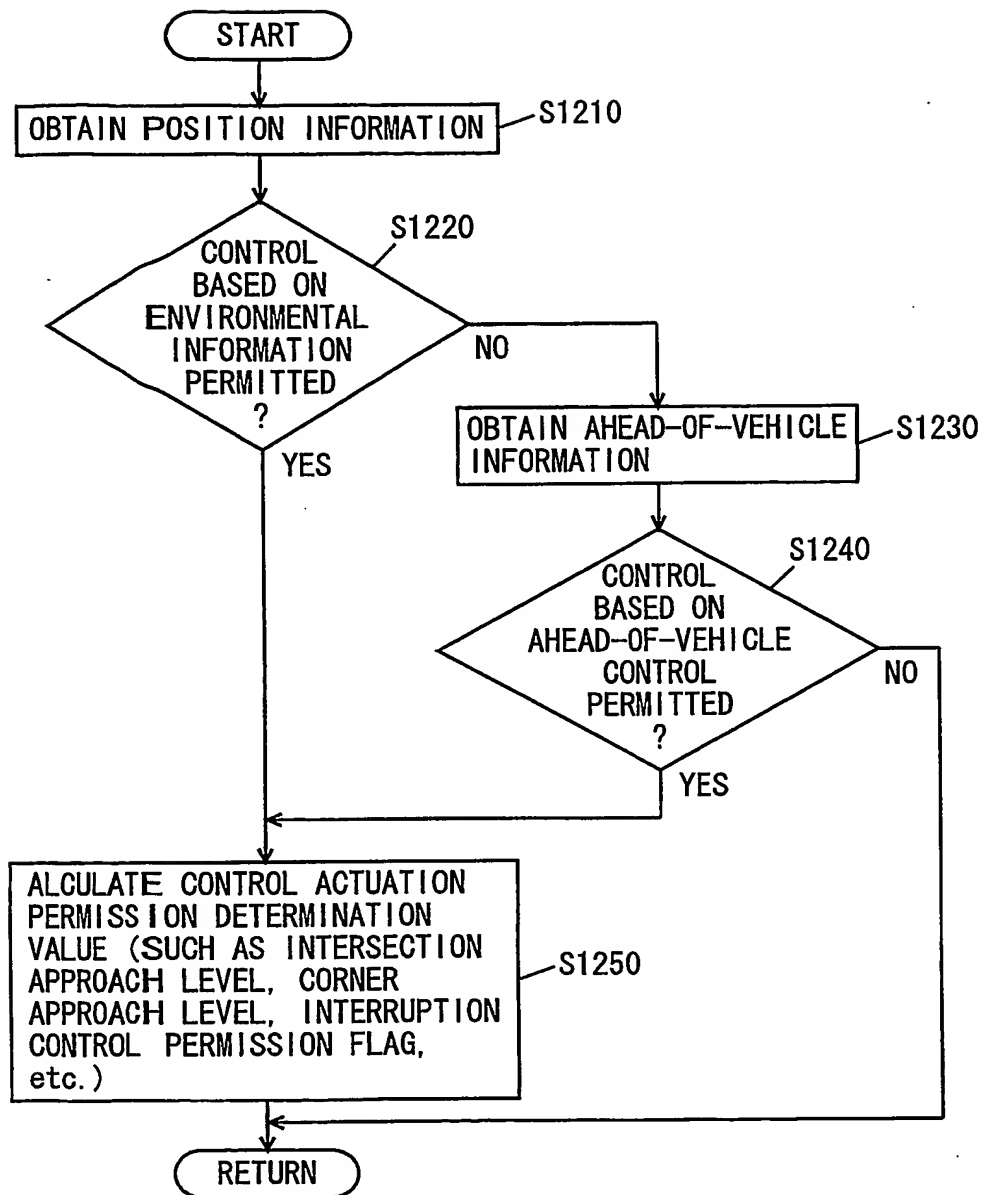 START
OBTAIN POSITION INFORMATION
S1210
S1220
CONTROL
BASED ON
ENVIRONMENTAL
INFORMATION
PERMITTED
?
NO
YES
OBTAIN AHEAD-OF-VEHICLE
INFORMATION
S1230
S1240
CONTROL
BASED ON
AHEAD-OF-VEHICLE
CONTROL
PERMITTED
?
NO
YES
ALCULATE CONTROL ACTUATION
PERMISSION DETERMINATION
VALUE (SUCH AS INTERSECTION
APPROACH LEVEL, CORNER
APPROACH LEVEL, INTERRUPTION
CONTROL PERMISSION FLAG,
etc.)
S1250
RETURN